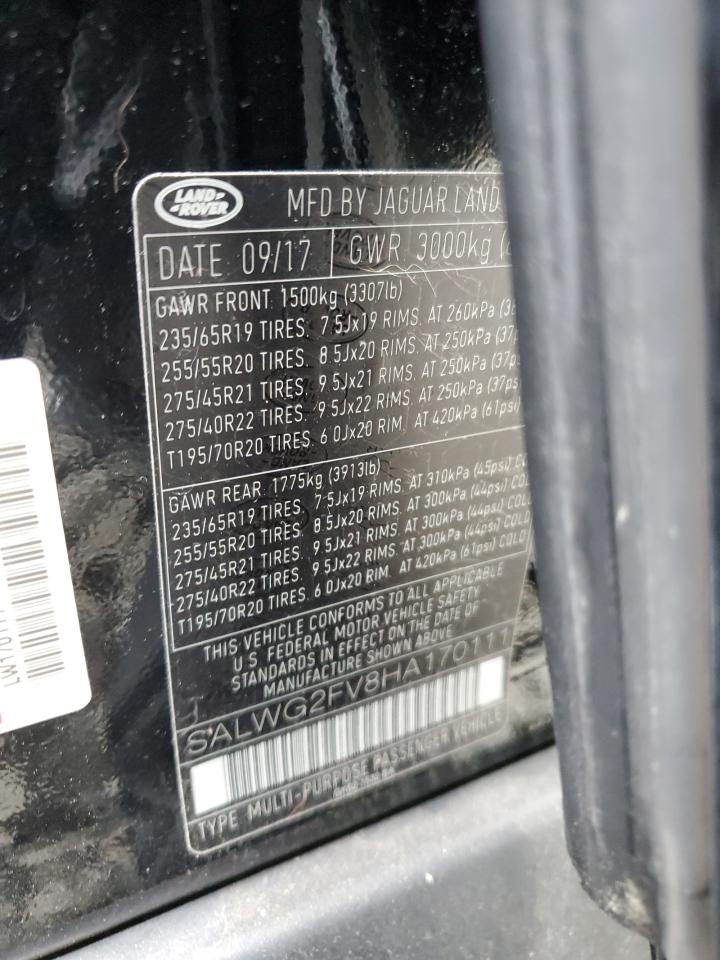 LAND-
-ROVER
MFD BY JAGUAR LAND
DATE 09/17
GWR 3000kg
GAWR FRONT 1500kg (3307lb)
235/65R19 TIRES. 7.5Jx19 RIMS. AT 260kPa
255/55R20 TIRES. 8.5Jx20 RIMS. AT 250kPa (37p
275/45R21 TIRES. 9.5Jx21 RIMS. AT 250kPa (37ps
275/40R22 TIRES. 9.5Jx22 RIMS. AT 250kPa (37ps
T195/70R20 TIRES. 6.0Jx20 RIM. AT 420kPa (61psi)
GAWR REAR 1775kg (3913lb)
235/65R19 TIRES. 7.5Jx19 RIMS. AT 310kPa (45psi) CO
255/55R20 TIRES. 8.5Jx20 RIMS. AT 300kPa (44psi) COL
275/45R21 TIRES. 9.5Jx21 RIMS. AT 300kPa (44psi) COLD
275/40R22 TIRES. 9.5Jx22 RIMS. AT 300kPa (44psi) COLD
T195/70R20 TIRES. 6.0Jx20 RIM. AT 420kPa (61psi) COLD
THIS VEHICLE CONFORMS TO ALL APPLICABLE
U.S. FEDERAL MOTOR VEHICLE SAFETY
STANDARDS IN EFFECT ON THE DATE OF
MANUFACTURE SHOWN ABOVE
SALWG2FV8HA170111
TYPE MULTI-PURPOSE PASSENGER VEHICLE